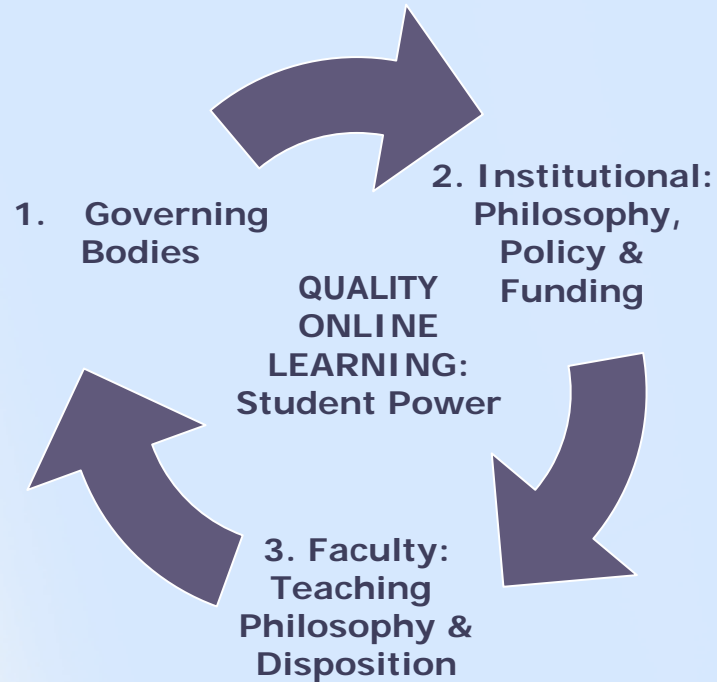 1. Governing
Bodies
2. Institutional:
Philosophy,
Policy &
Funding
QUALITY
ONLINE
LEARNING:
Student Power
3. Faculty:
Teaching
Philosophy &
Disposition